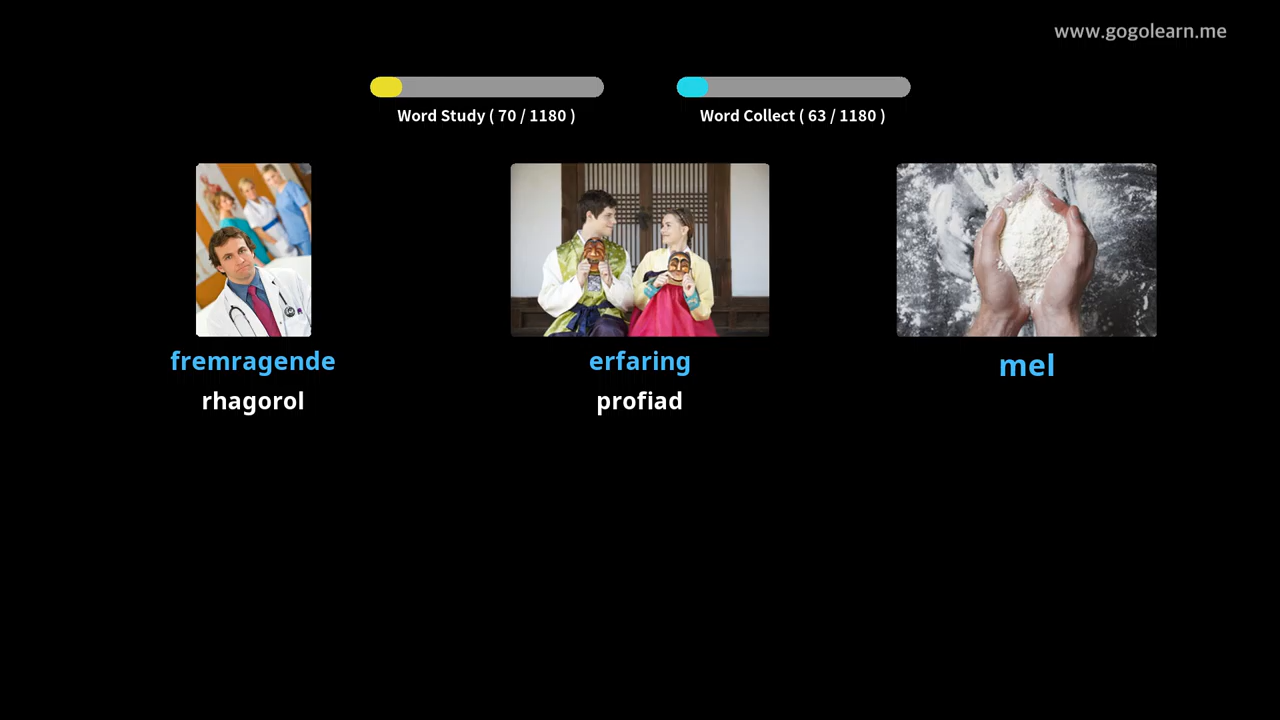 www.gogolearn.me
Word Study ( 70 / 1180 )
Word Collect ( 63 / 1180 )
fremragende
rhagorol
erfaring
profiad
mel